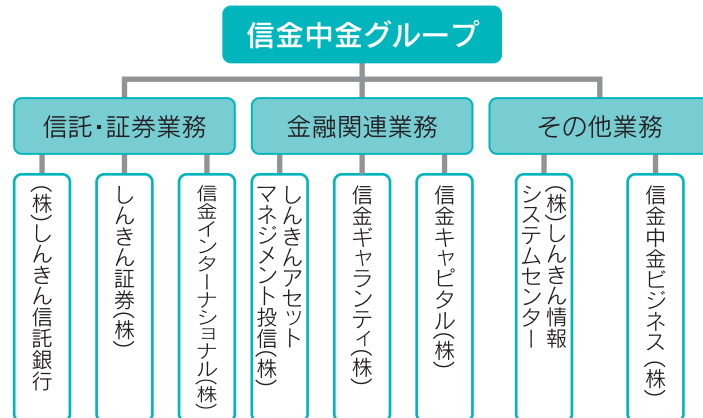 信金中金グループ
信託・証券業務
金融関連業務
その他業務
(株)しんきん信託銀行
しんきん証券(株)
信金インターナショナル(株)
しんきんアセット
マネジメント投信(株)
信金ギャランティ(株)
信金キャピタル(株)
(株)しんきん情報
システムセンター
信金中金ビジネス(株)